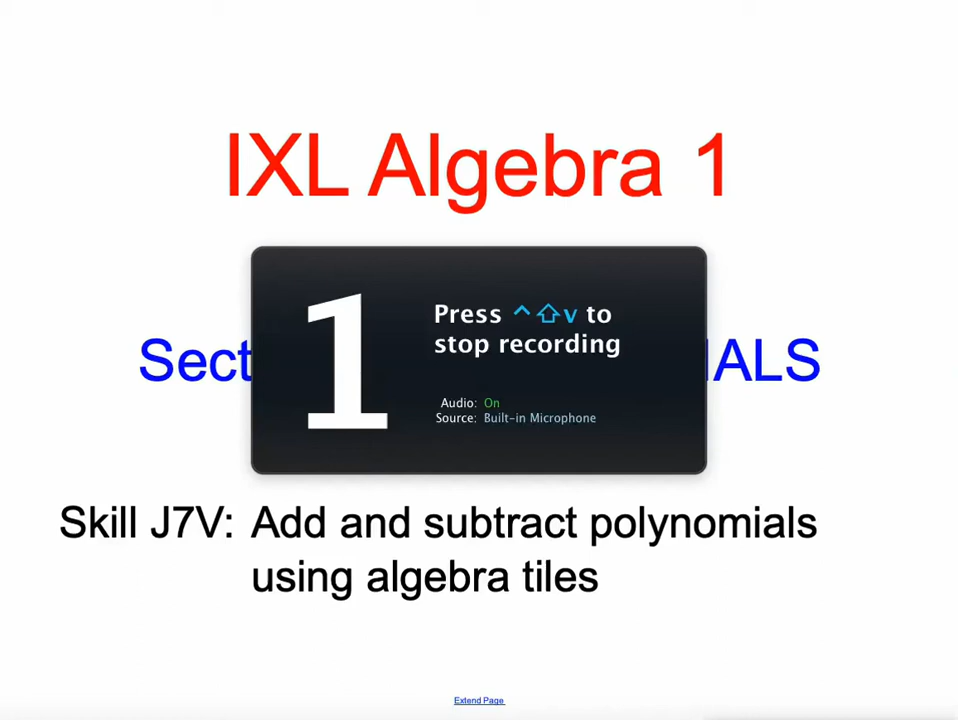 IXL Algebra 1
1
Press ^⇧v to
stop recording
Sect IALS
Audio: On
Source: Built-in Microphone
Skill J7V: Add and subtract polynomials
using algebra tiles
Extend Page